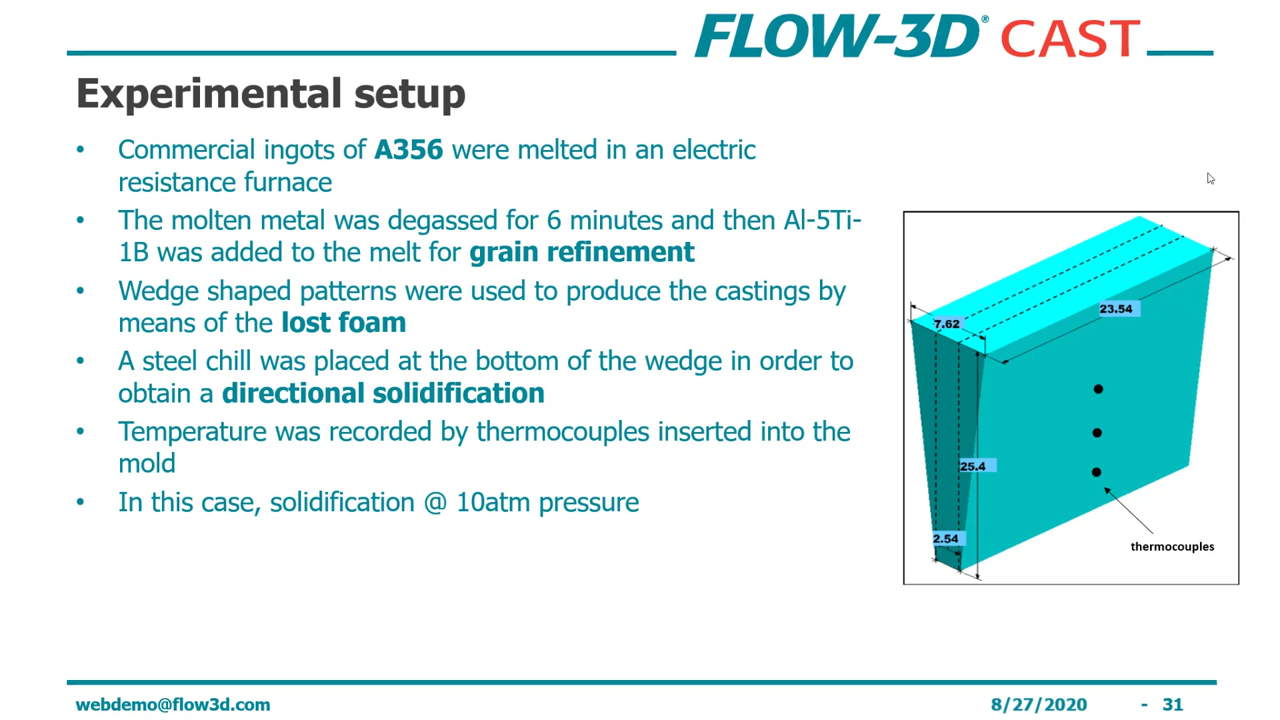 FLOW-3D® CAST
Experimental setup
• Commercial ingots of A356 were melted in an electric
resistance furnace
• The molten metal was degassed for 6 minutes and then Al-5Ti-
1B was added to the melt for grain refinement
• Wedge shaped patterns were used to produce the castings by
means of the lost foam
• A steel chill was placed at the bottom of the wedge in order to
obtain a directional solidification
• Temperature was recorded by thermocouples inserted into the
mold
• In this case, solidification @ 10atm pressure
7.62
23.54
25.4
2.54
thermocouples
webdemo@flow3d.com
8/27/2020
- 31